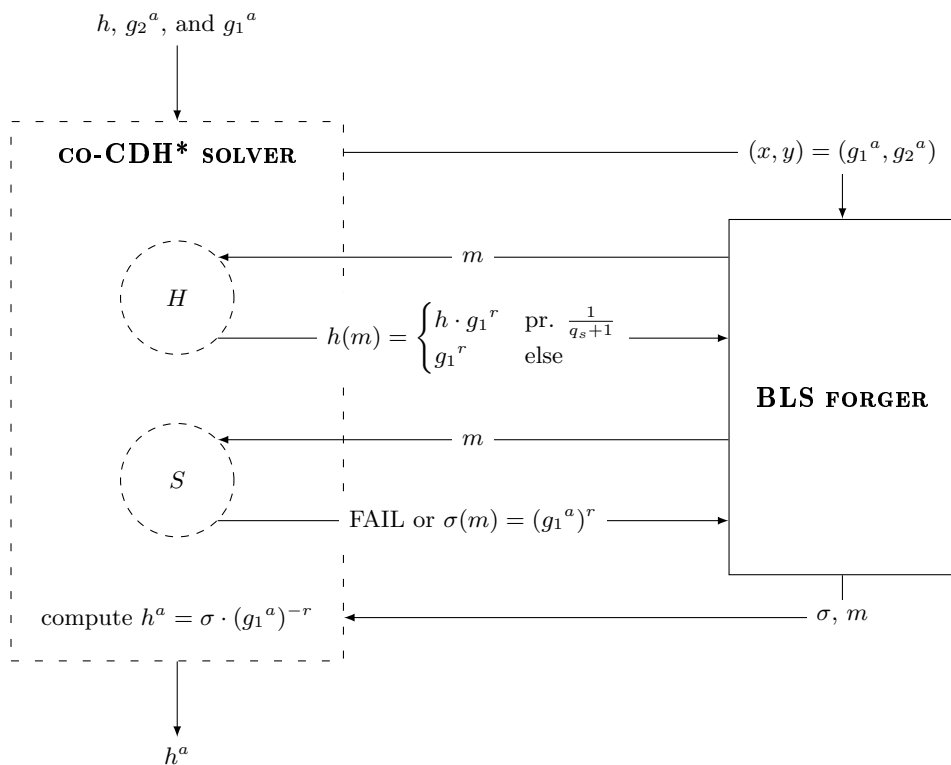 h, g₂ᵃ, and g₁ᵃ
CO-CDH* SOLVER
(x, y) = (g₁ᵃ, g₂ᵃ)
m
H
h(m) = { h · g₁ʳ pr. 1/(qₛ+1)
g₁ʳ else
BLS FORGER
m
S
FAIL or σ(m) = (g₁ᵃ)ʳ
compute hᵃ = σ · (g₁ᵃ)⁻ʳ
σ, m
hᵃ